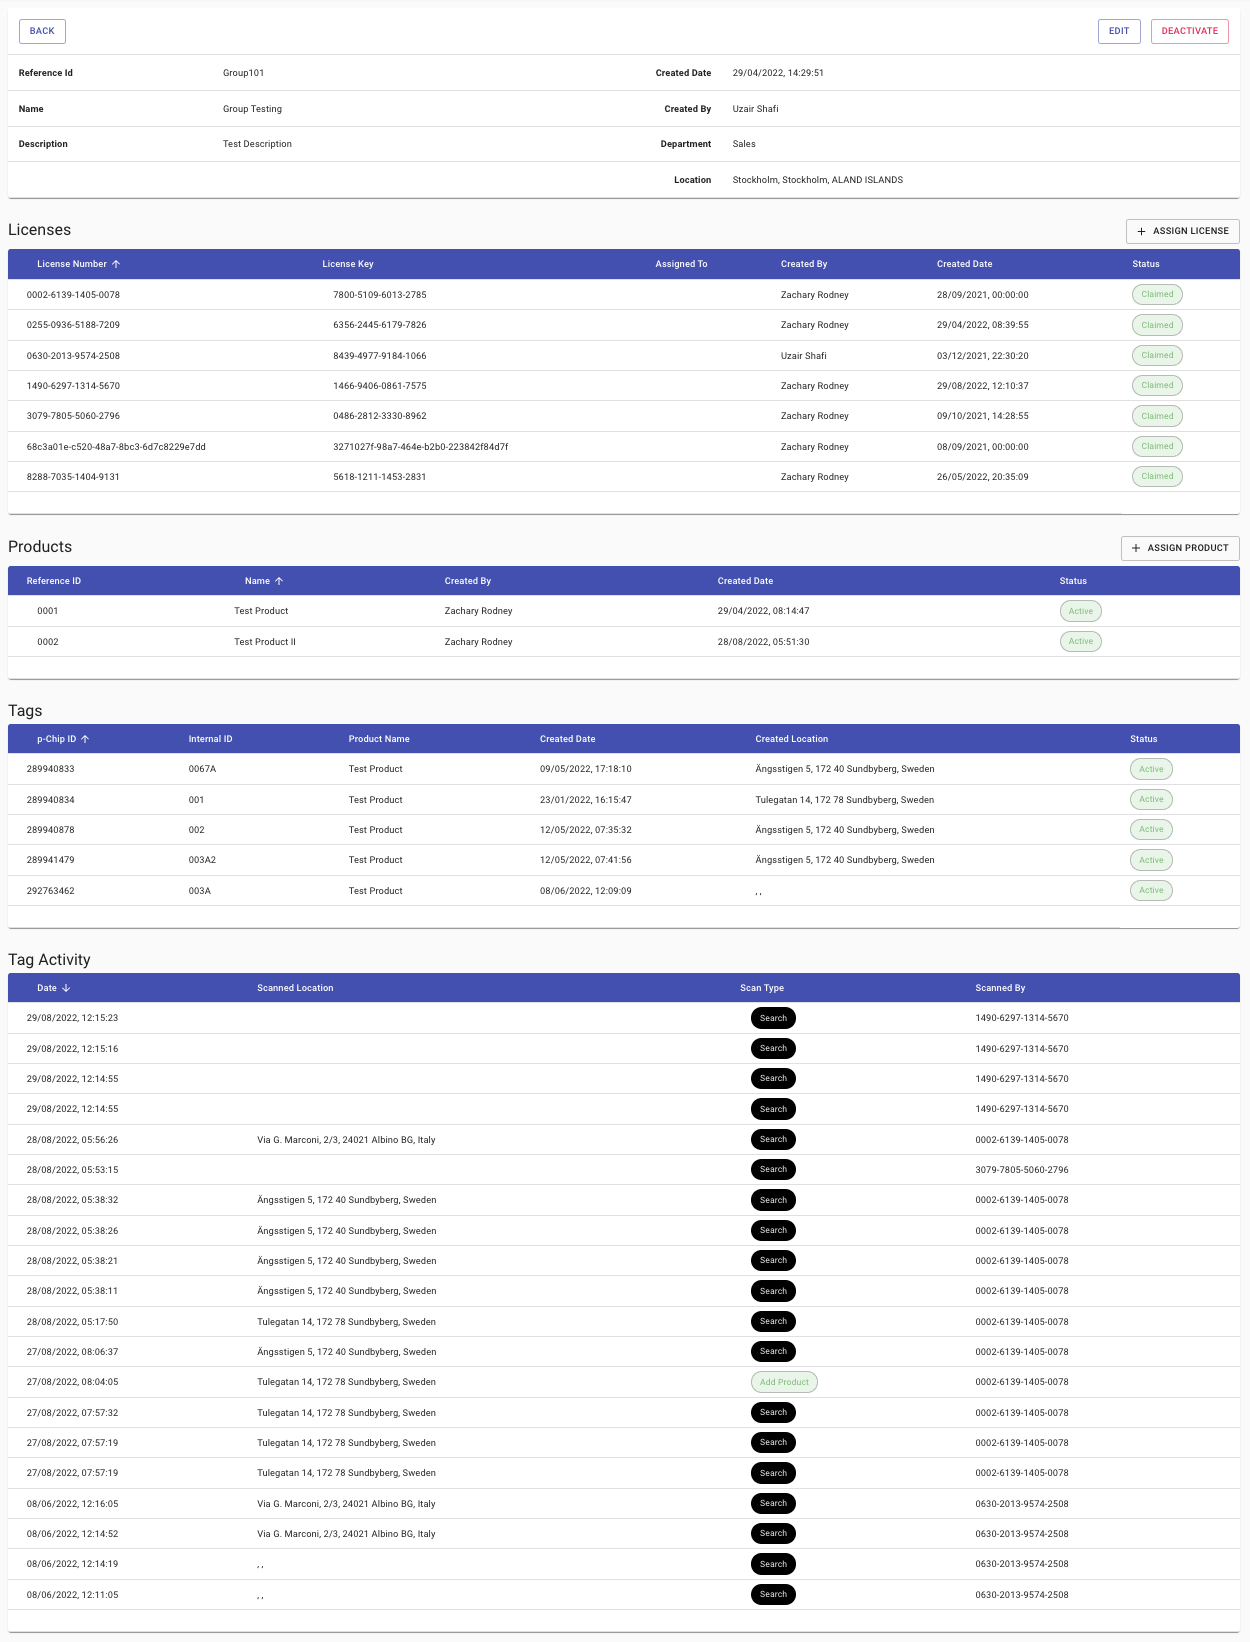 BACK EDIT DEACTIVATE
Reference Id Group101 Created Date 29/04/2022, 14:29:51
Name Group Testing Created By Uzair Shafi
Description Test Description Department Sales
Location Stockholm, Stockholm, ALAND ISLANDS
Licenses + ASSIGN LICENSE
License Number ↑ License Key Assigned To Created By Created Date Status
0002-6139-1405-0078 7800-5109-6013-2785 Zachary Rodney 28/09/2021, 00:00:00 Claimed
0255-0936-5188-7209 6356-2445-6179-7826 Zachary Rodney 29/04/2022, 08:39:55 Claimed
0630-2013-9574-2508 8439-4977-9184-1066 Uzair Shafi 03/12/2021, 22:30:20 Claimed
1490-6297-1314-5670 1466-9406-0861-7575 Zachary Rodney 29/08/2022, 12:10:37 Claimed
3079-7805-5060-2796 0486-2812-3330-8962 Zachary Rodney 09/10/2021, 14:28:55 Claimed
68c3a01e-c520-48a7-8bc3-6d7c8229e7dd 3271027f-98a7-464e-b2b0-223842f84d7f Zachary Rodney 08/09/2021, 00:00:00 Claimed
8288-7035-1404-9131 5618-1211-1453-2831 Zachary Rodney 26/05/2022, 20:35:09 Claimed
Products + ASSIGN PRODUCT
Reference ID Name ↑ Created By Created Date Status
0001 Test Product Zachary Rodney 29/04/2022, 08:14:47 Active
0002 Test Product II Zachary Rodney 28/08/2022, 05:51:30 Active
Tags
p-Chip ID ↑ Internal ID Product Name Created Date Created Location Status
289940833 0067A Test Product 09/05/2022, 17:18:10 Ängsstigen 5, 172 40 Sundbyberg, Sweden Active
289940834 001 Test Product 23/01/2022, 16:15:47 Tulegatan 14, 172 78 Sundbyberg, Sweden Active
289940878 002 Test Product 12/05/2022, 07:35:32 Ängsstigen 5, 172 40 Sundbyberg, Sweden Active
289941479 003A2 Test Product 12/05/2022, 07:41:56 Ängsstigen 5, 172 40 Sundbyberg, Sweden Active
292763462 003A Test Product 08/06/2022, 12:09:09 , , Active
Tag Activity
Date ↓ Scanned Location Scan Type Scanned By
29/08/2022, 12:15:23 Search 1490-6297-1314-5670
29/08/2022, 12:15:16 Search 1490-6297-1314-5670
29/08/2022, 12:14:55 Search 1490-6297-1314-5670
29/08/2022, 12:14:55 Search 1490-6297-1314-5670
28/08/2022, 05:56:26 Via G. Marconi, 2/3, 24021 Albino BG, Italy Search 0002-6139-1405-0078
28/08/2022, 05:53:15 Search 3079-7805-5060-2796
28/08/2022, 05:38:32 Ängsstigen 5, 172 40 Sundbyberg, Sweden Search 0002-6139-1405-0078
28/08/2022, 05:38:26 Ängsstigen 5, 172 40 Sundbyberg, Sweden Search 0002-6139-1405-0078
28/08/2022, 05:38:21 Ängsstigen 5, 172 40 Sundbyberg, Sweden Search 0002-6139-1405-0078
28/08/2022, 05:38:11 Ängsstigen 5, 172 40 Sundbyberg, Sweden Search 0002-6139-1405-0078
28/08/2022, 05:17:50 Tulegatan 14, 172 78 Sundbyberg, Sweden Search 0002-6139-1405-0078
27/08/2022, 08:06:37 Ängsstigen 5, 172 40 Sundbyberg, Sweden Search 0002-6139-1405-0078
27/08/2022, 08:04:05 Tulegatan 14, 172 78 Sundbyberg, Sweden Add Product 0002-6139-1405-0078
27/08/2022, 07:57:32 Tulegatan 14, 172 78 Sundbyberg, Sweden Search 0002-6139-1405-0078
27/08/2022, 07:57:19 Tulegatan 14, 172 78 Sundbyberg, Sweden Search 0002-6139-1405-0078
27/08/2022, 07:57:19 Tulegatan 14, 172 78 Sundbyberg, Sweden Search 0002-6139-1405-0078
08/06/2022, 12:16:05 Via G. Marconi, 2/3, 24021 Albino BG, Italy Search 0630-2013-9574-2508
08/06/2022, 12:14:52 Via G. Marconi, 2/3, 24021 Albino BG, Italy Search 0630-2013-9574-2508
08/06/2022, 12:14:19 , , Search 0630-2013-9574-2508
08/06/2022, 12:11:05 , , Search 0630-2013-9574-2508